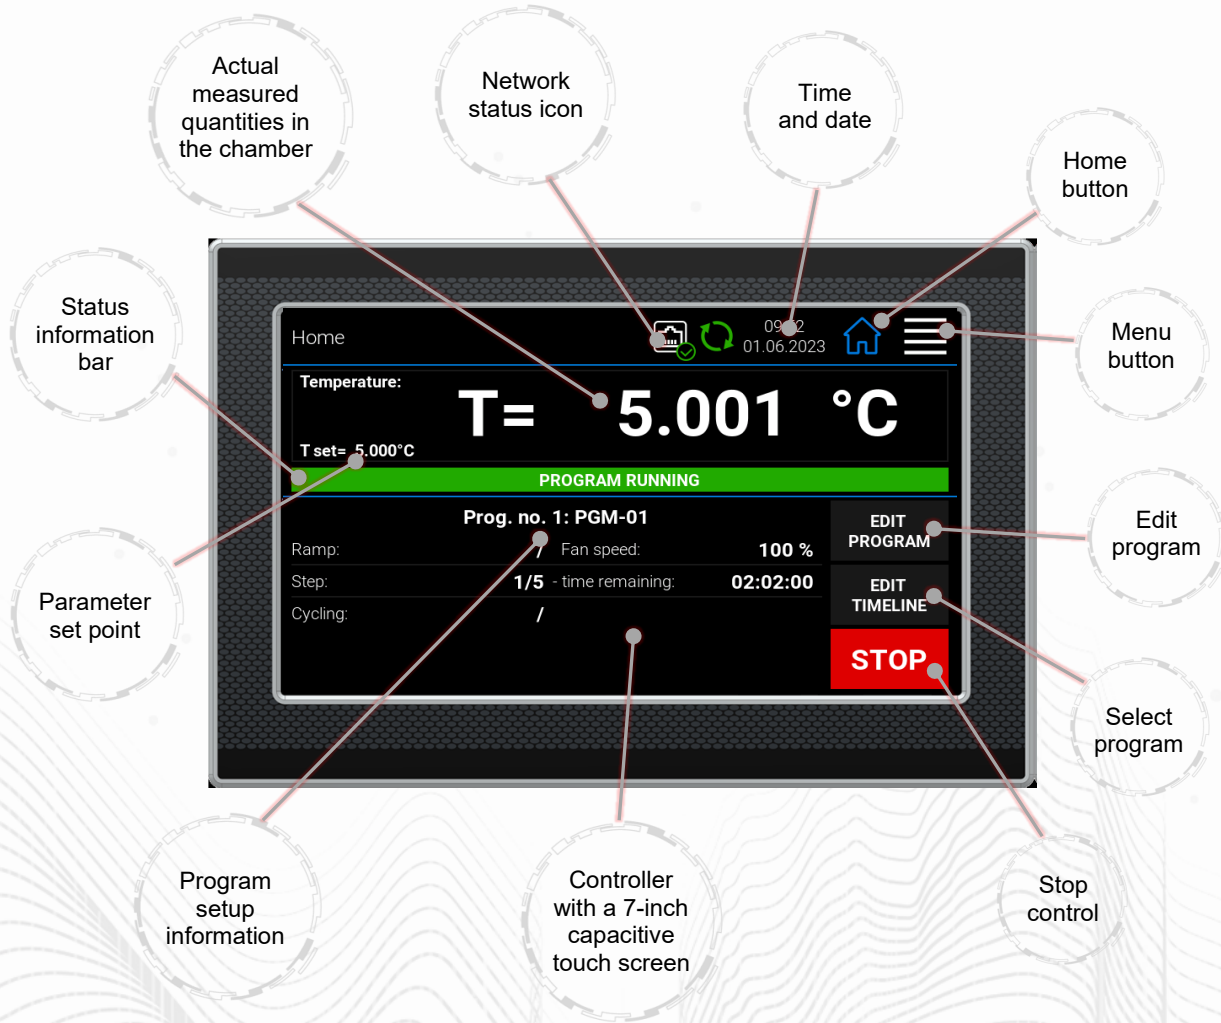 Actual
measured
quantities in
the chamber
Network
status icon
Time
and date
Home
button
Status
information
bar
Menu
button
Home
01.06.2023
Temperature:
T= 5.001 °C
T set= 5.000°C
PROGRAM RUNNING
Prog. no. 1: PGM-01
Ramp: / Fan speed: 100 %
Step: 1/5 - time remaining: 02:02:00
Cycling: /
EDIT
PROGRAM
EDIT
TIMELINE
STOP
Parameter
set point
Edit
program
Select
program
Program
setup
information
Controller
with a 7-inch
capacitive
touch screen
Stop
control